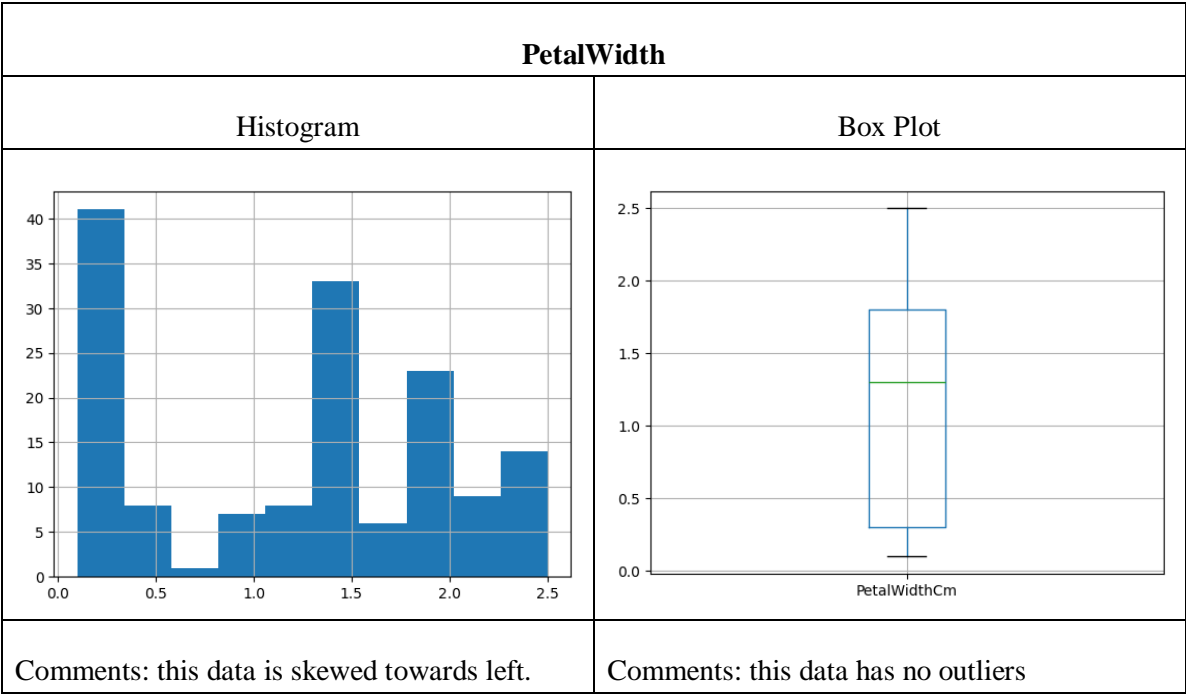 PetalWidth
Histogram
Box Plot
40
35
30
25
20
15
10
5
0
0.0 0.5 1.0 1.5 2.0 2.5
2.5
2.0
1.5
1.0
0.5
0.0
PetalWidthCm
Comments: this data is skewed towards left.
Comments: this data has no outliers